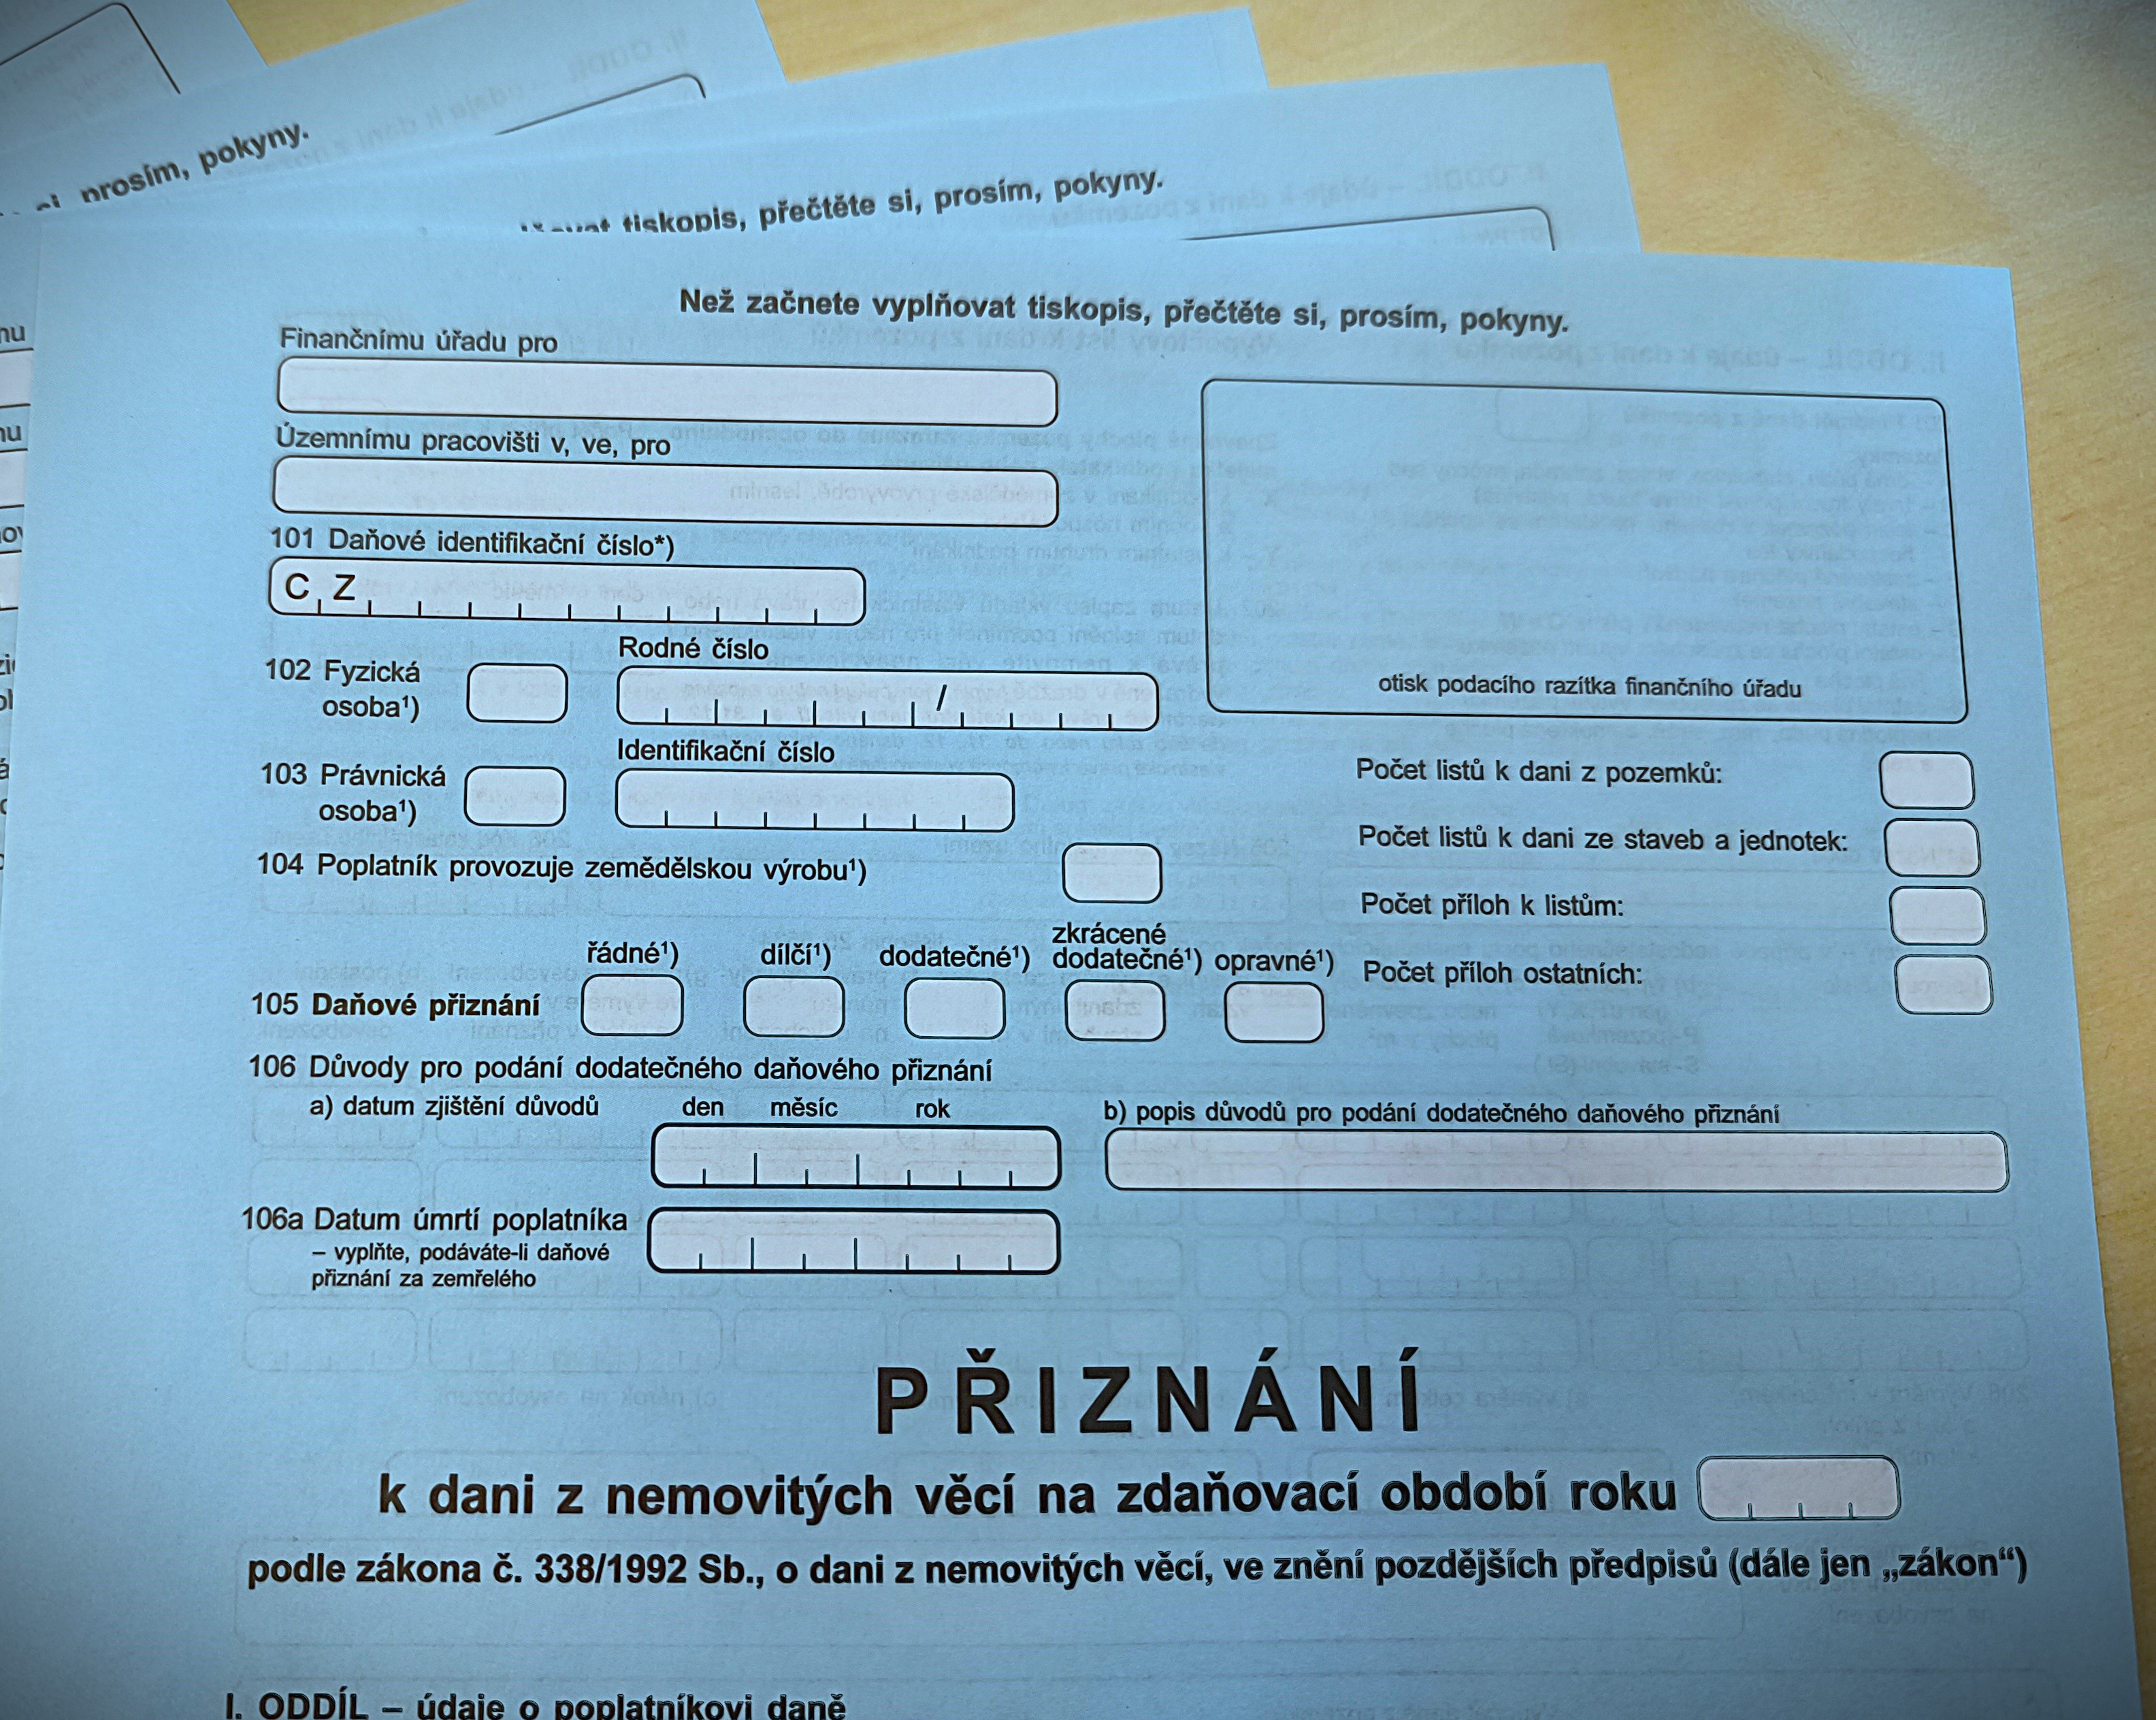 prosím, pokyny.
tiskopis, přečtěte si, prosím, pokyny.
Než začnete vyplňovat tiskopis, přečtěte si, prosím, pokyny.
Finančnímu úřadu pro
Územnímu pracovišti v, ve, pro
101 Daňové identifikační číslo*)
C Z
otisk podacího razítka finančního úřadu
Rodné číslo
102 Fyzická
osoba¹)
/
Identifikační číslo
103 Právnická
osoba¹)
104 Poplatník provozuje zemědělskou výrobu¹)
Počet listů k dani z pozemků:
Počet listů k dani ze staveb a jednotek:
Počet příloh k listům:
Počet příloh ostatních:
řádné¹) dílčí¹) dodatečné¹) zkrácené dodatečné¹) opravné¹)
105 Daňové přiznání
106 Důvody pro podání dodatečného daňového přiznání
a) datum zjištění důvodů den měsíc rok b) popis důvodů pro podání dodatečného daňového přiznání
106a Datum úmrtí poplatníka
– vyplňte, podáváte-li daňové
přiznání za zemřelého
PŘIZNÁNÍ
k dani z nemovitých věcí na zdaňovací období roku
podle zákona č. 338/1992 Sb., o dani z nemovitých věcí, ve znění pozdějších předpisů (dále jen „zákon“)
I. ODDÍL – údaje o poplatníkovi daně